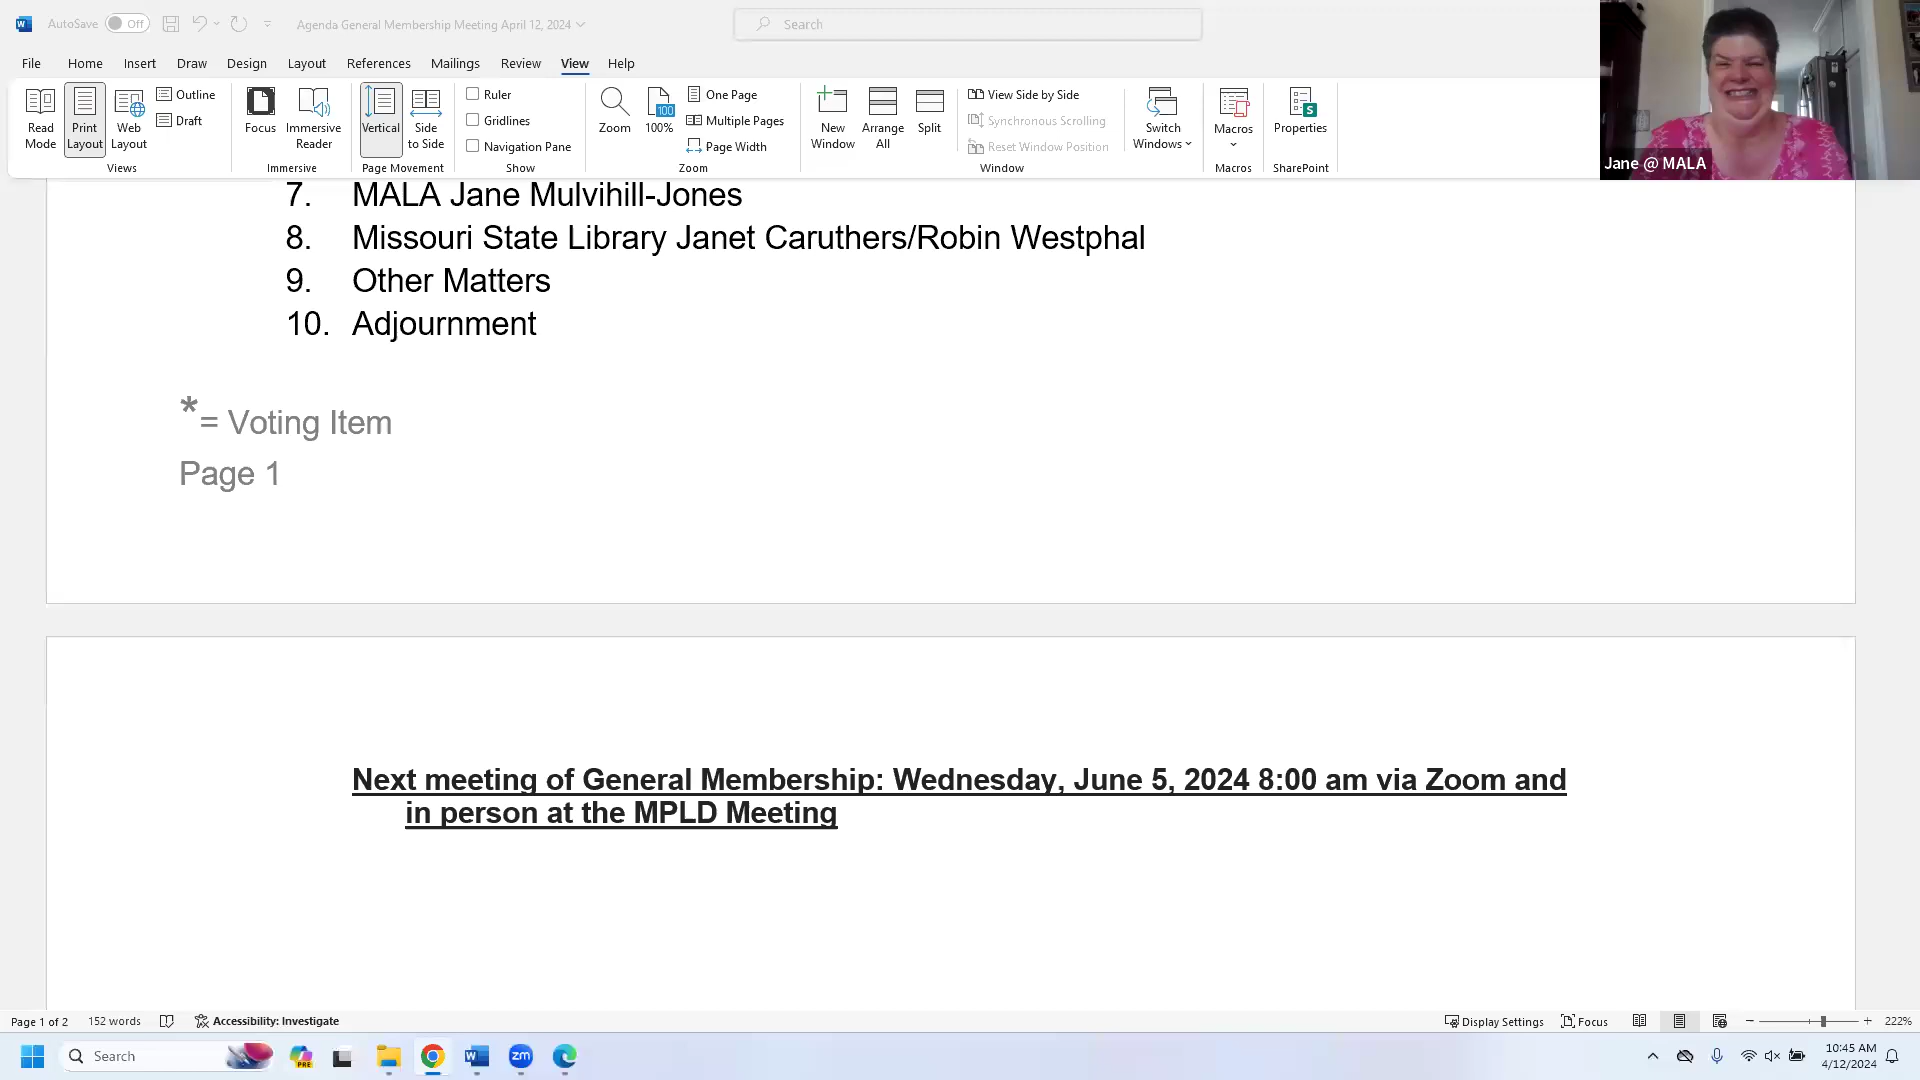 AutoSave Off
Agenda General Membership Meeting April 12, 2024
Search
File Home Insert Draw Design Layout References Mailings Review View Help
Read Mode
Print Layout
Web Layout
Outline
Draft
Views
Focus
Immersive Reader
Immersive
Vertical
Side to Side
Page Movement
Ruler
Gridlines
Navigation Pane
Show
Zoom
100
100%
One Page
Multiple Pages
Page Width
Zoom
New Window
Arrange All
Split
View Side by Side
Synchronous Scrolling
Reset Window Position
Switch Windows
Window
Macros
Macros
Properties
SharePoint
Jane @ MALA
7. MALA Jane Mulvihill-Jones
8. Missouri State Library Janet Caruthers/Robin Westphal
9. Other Matters
10. Adjournment
*= Voting Item
Page 1
Next meeting of General Membership: Wednesday, June 5, 2024 8:00 am via Zoom and
in person at the MPLD Meeting
Page 1 of 2 152 words Accessibility: Investigate
Display Settings Focus 222%
Search
PRE
zm
10:45 AM
4/12/2024